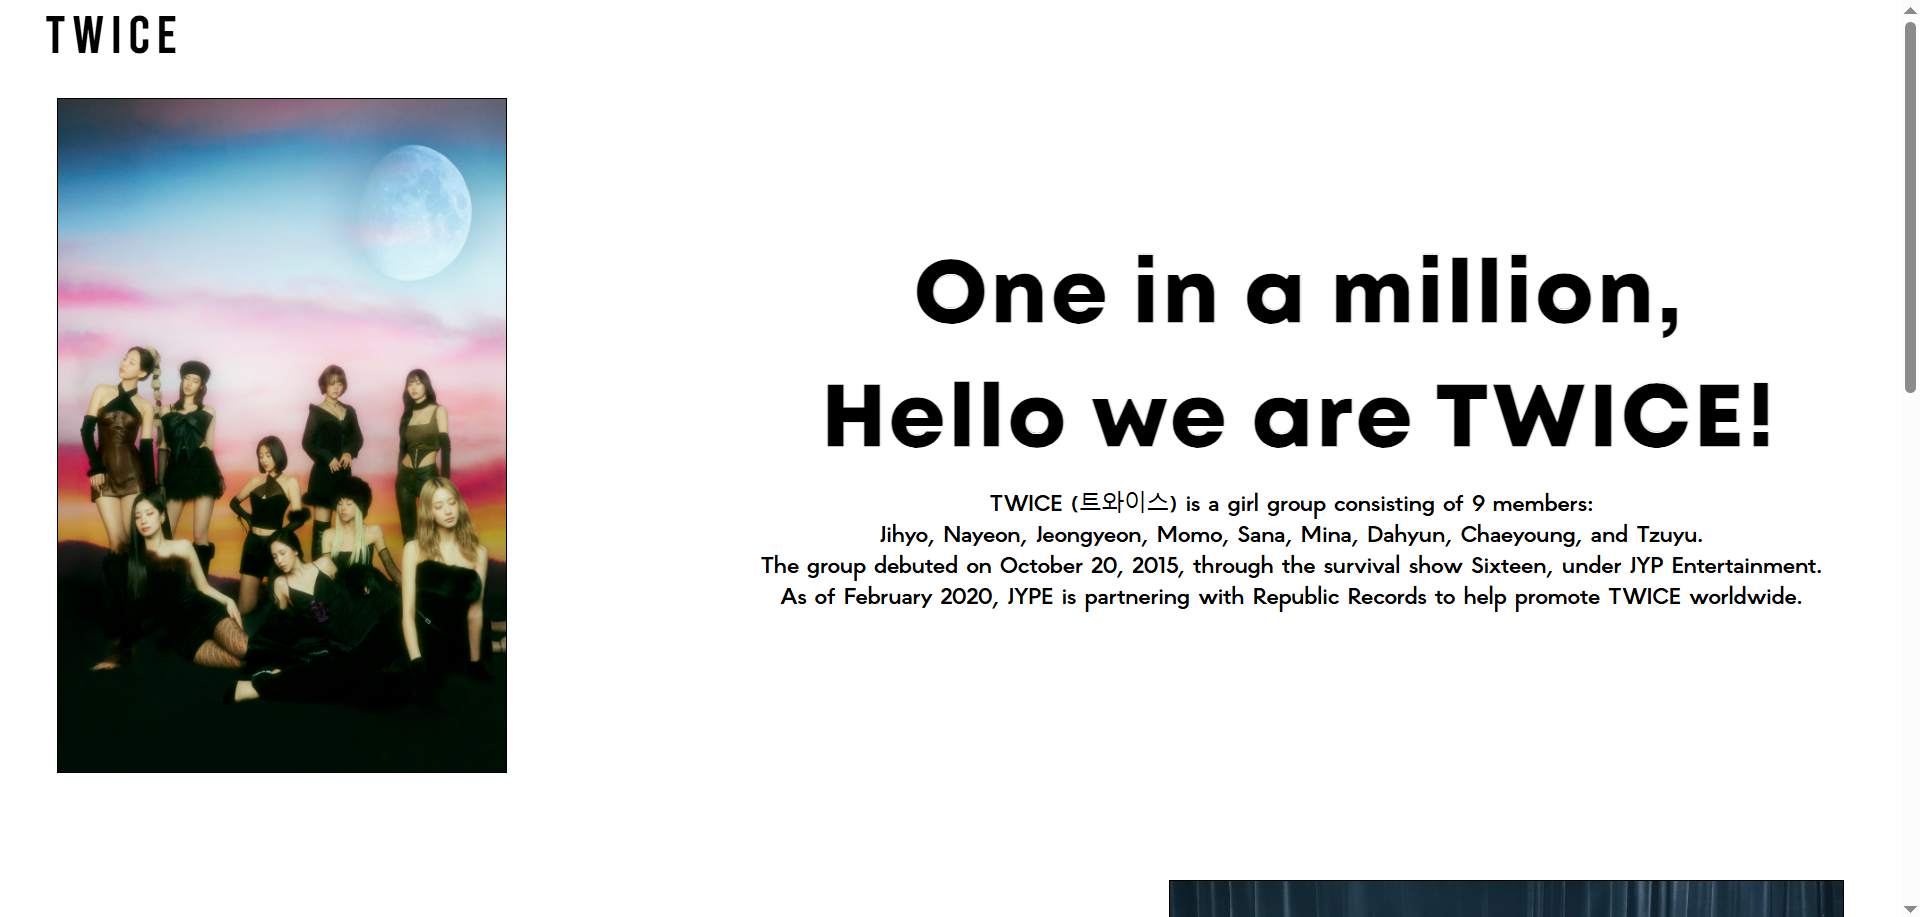 TWICE
One in a million,
Hello we are TWICE!
TWICE (트와이스) is a girl group consisting of 9 members:
Jihyo, Nayeon, Jeongyeon, Momo, Sana, Mina, Dahyun, Chaeyoung, and Tzuyu.
The group debuted on October 20, 2015, through the survival show Sixteen, under JYP Entertainment.
As of February 2020, JYPE is partnering with Republic Records to help promote TWICE worldwide.